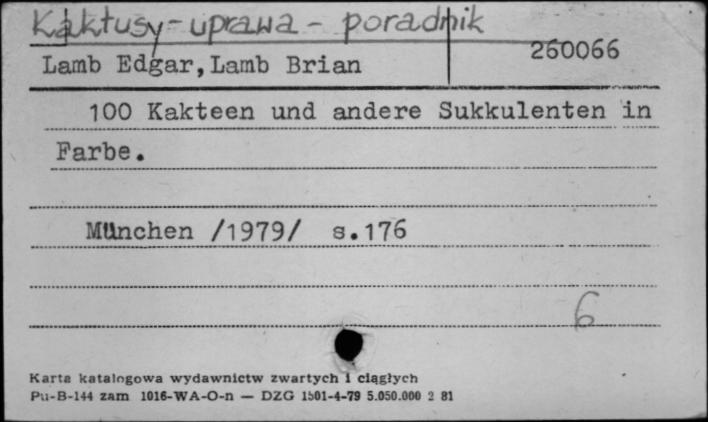 Kaktusy - uprawa - poradnik
Lamb Edgar, Lamb Brian 260066
100 Kakteen und andere Sukkulenten in
Farbe.
München /1979/ s.176
6
Karta katalogowa wydawnictw zwartych i ciągłych
Pu-B-144 zam 1016-WA-O-n — DZG 1501-4-79 5.050.000 2 81